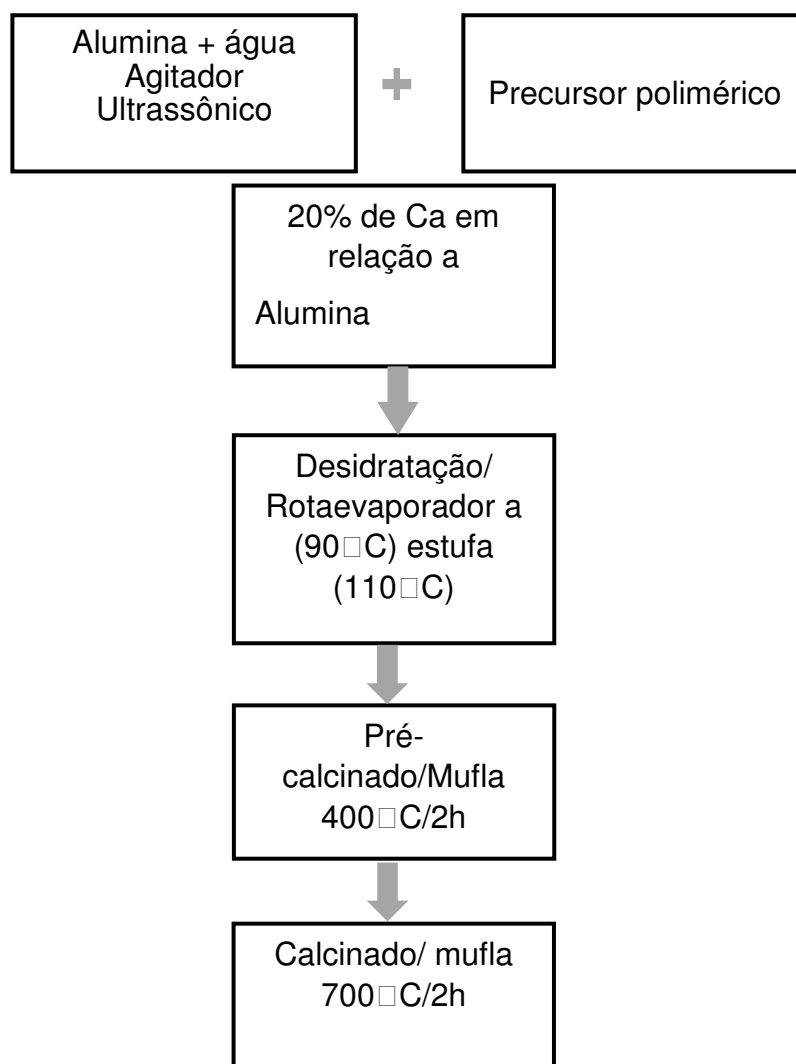 Alumina + água
Agitador
Ultrassônico
+
Precursor polimérico
20% de Ca em
relação a
Alumina
Desidratação/
Rotaevaporador a
(90□C) estufa
(110□C)
Pré-
calcinado/Mufla
400□C/2h
Calcinado/ mufla
700□C/2h